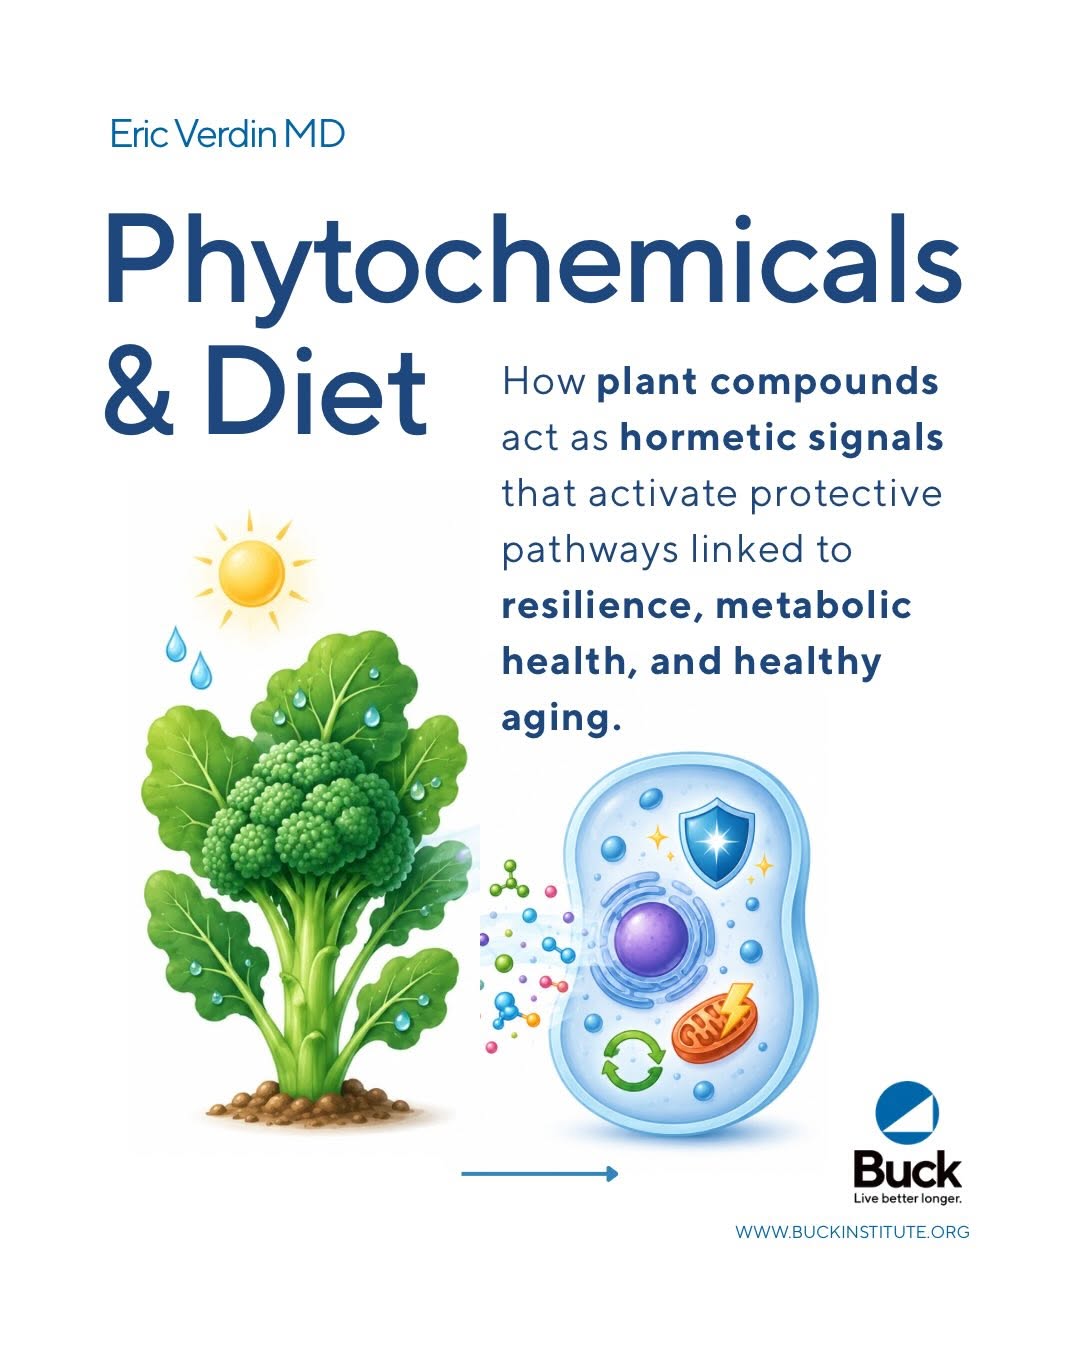 Eric Verdin MD
Phytochemicals
& Diet
How plant compounds
act as hormetic signals
that activate protective
pathways linked to
resilience, metabolic
health, and healthy
aging.
Buck
Live better longer.
WWW.BUCKINSTITUTE.ORG